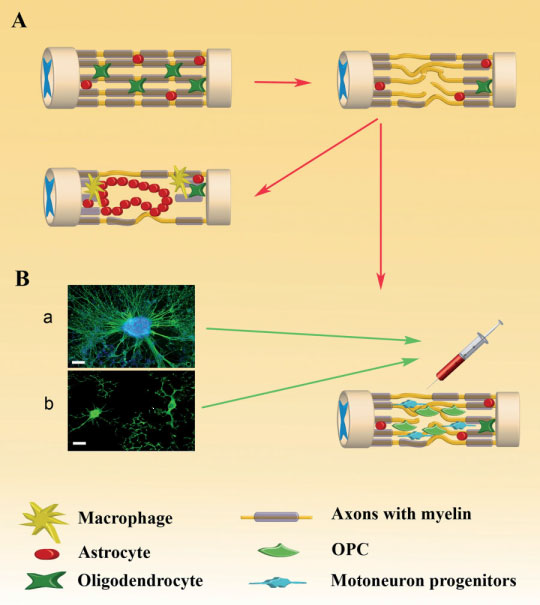 A
B
a
b
Macrophage
Axons with myelin
Astrocyte
OPC
Oligodendrocyte
Motoneuron progenitors